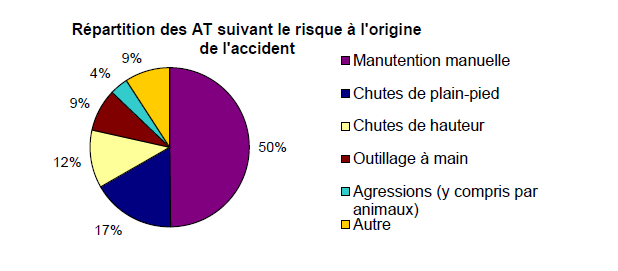 Répartition des AT suivant le risque à l'origine
de l'accident
9%
4%
9%
12%
17%
50%
Manutention manuelle
Chutes de plain-pied
Chutes de hauteur
Outillage à main
Agressions (y compris par
animaux)
Autre